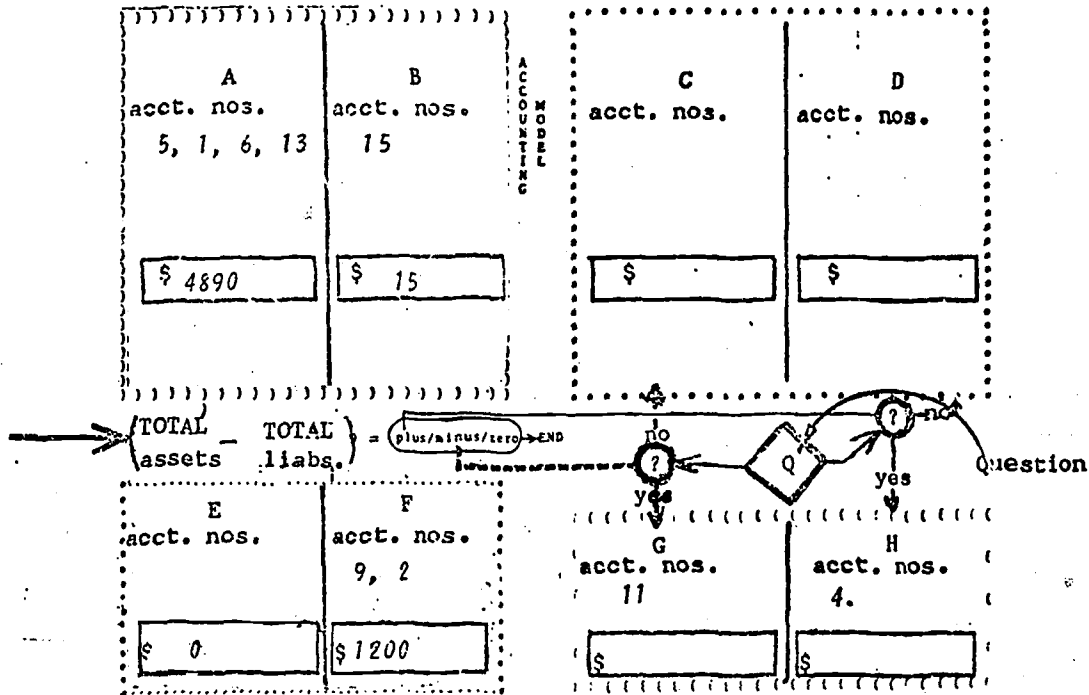 A
acct. nos.
5, 1, 6, 13
$ 4890
B
acct. nos.
15
$ 15
ACCOUNTING
MODEL
C
acct. nos.
$
D
acct. nos.
$
(TOTAL assets - TOTAL liabs.) = plus/minus/zero → END
no
?
yes
Q
?
no
yes
Question
E
acct. nos.
$ 0
F
acct. nos.
9, 2
$ 1200
G
acct. nos.
11
$
H
acct. nos.
4.
$